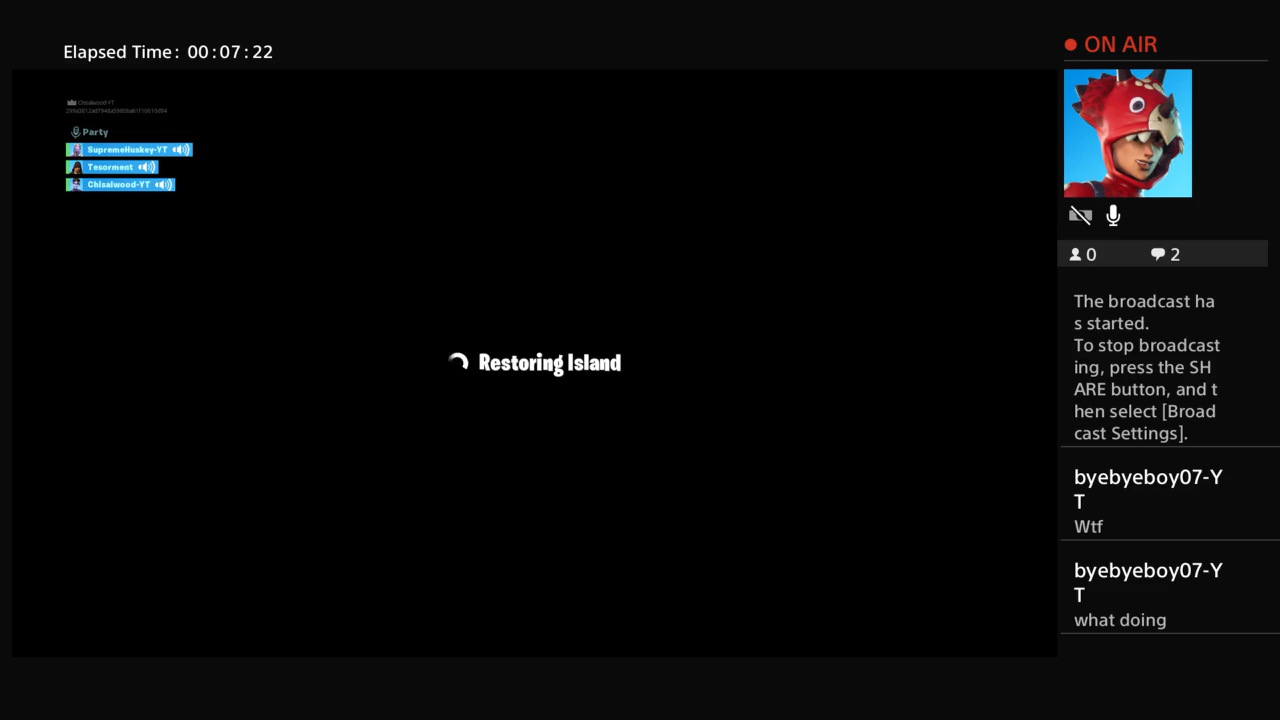 Elapsed Time: 00:07:22
Chisalwood-YT
Party
SupremeHuskey-YT
Tesorment
Chisalwood-YT
Restoring Island
ON AIR
0 2
The broadcast ha
s started.
To stop broadcast
ing, press the SH
ARE button, and t
hen select [Broad
cast Settings].
byebyeboy07-Y
T
Wtf
byebyeboy07-Y
T
what doing